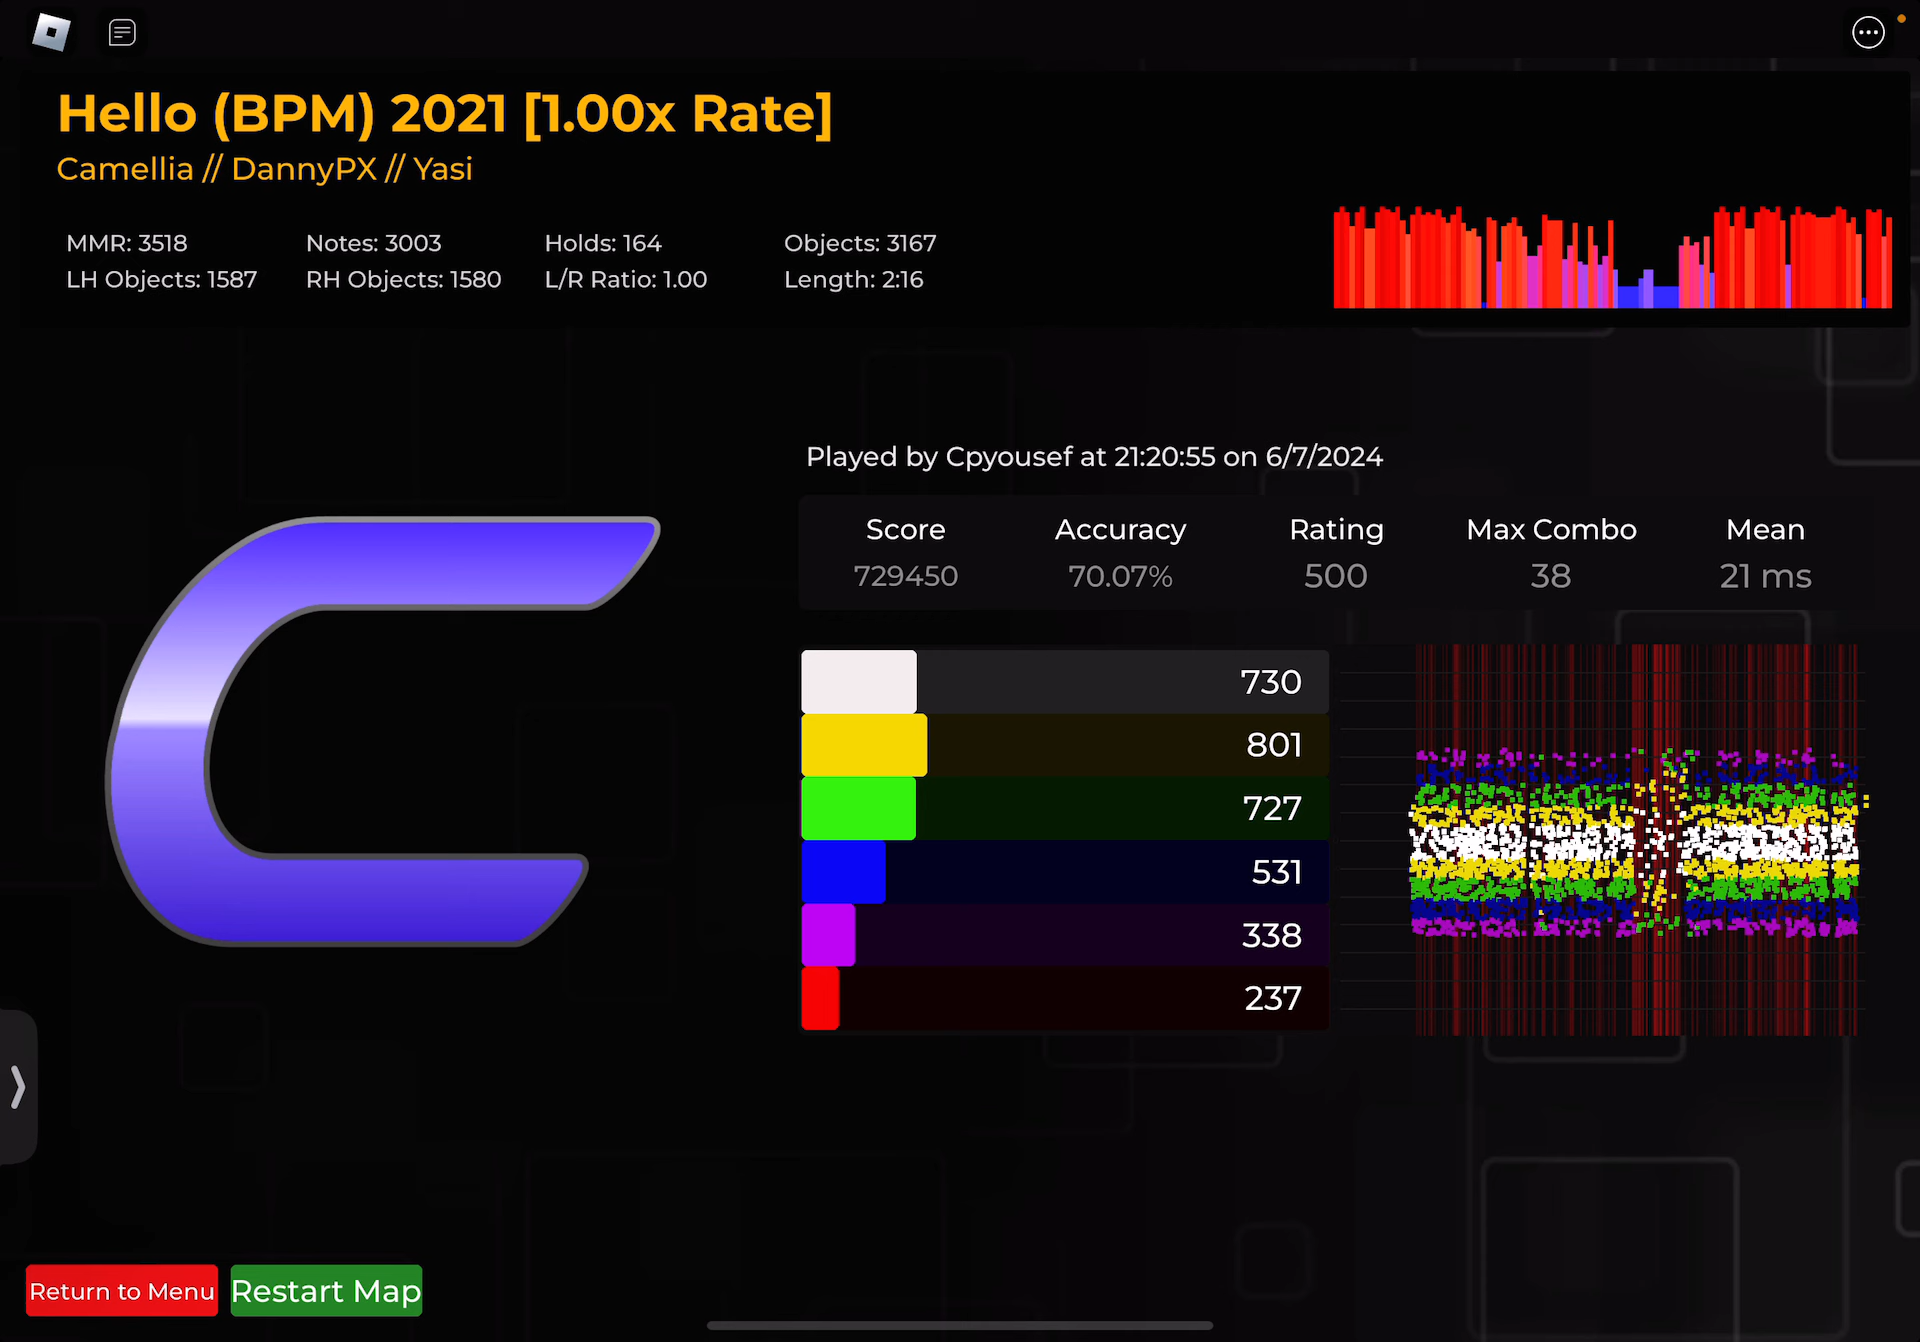 Hello (BPM) 2021 [1.00x Rate]
Camellia // DannyPX // Yasi
MMR: 3518 Notes: 3003 Holds: 164 Objects: 3167
LH Objects: 1587 RH Objects: 1580 L/R Ratio: 1.00 Length: 2:16
Played by Cpyousef at 21:20:55 on 6/7/2024
Score Accuracy Rating Max Combo Mean
729450 70.07% 500 38 21 ms
C
730
801
727
531
338
237
Return to Menu Restart Map